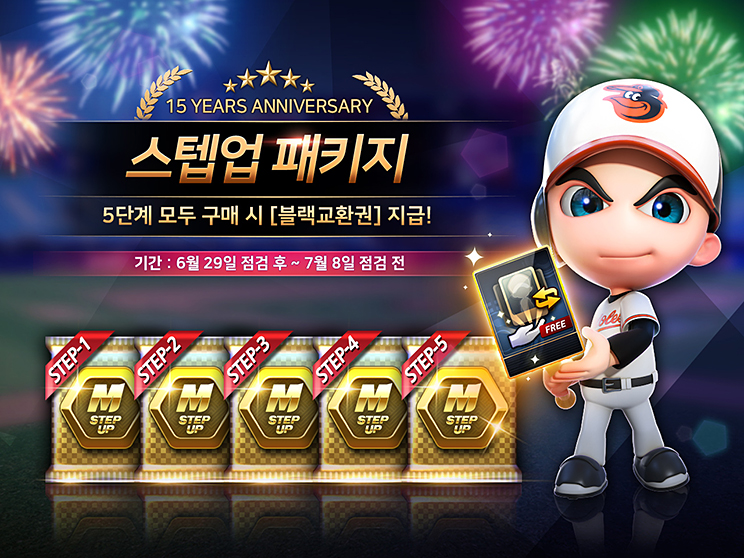 15 YEARS ANNIVERSARY
스텝업 패키지
5단계 모두 구매 시 [블랙교환권] 지급!
기간 : 6월 29일 점검 후 ~ 7월 8일 점검 전
STEP-1
STEP-2
STEP-3
STEP-4
STEP-5
M
STEP
UP
M
STEP
UP
M
STEP
UP
M
STEP
UP
M
STEP
UP
FREE